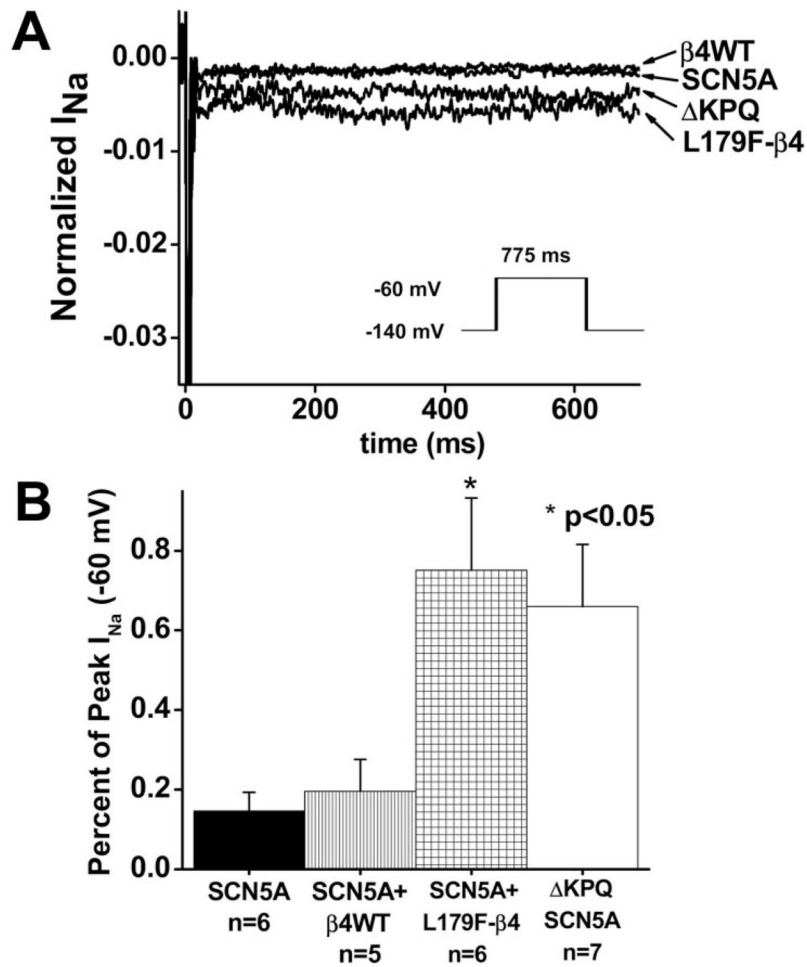 A
β4WT
SCN5A
ΔKPQ
L179F-β4
Normalized INa
0.00
-0.01
-0.02
-0.03
775 ms
-60 mV
-140 mV
0 200 400 600
time (ms)
B
Percent of Peak INa (-60 mV)
0.8
0.6
0.4
0.2
0.0
*
* p<0.05
SCN5A
n=6
SCN5A+
β4WT
n=5
SCN5A+
L179F-β4
n=6
ΔKPQ
SCN5A
n=7